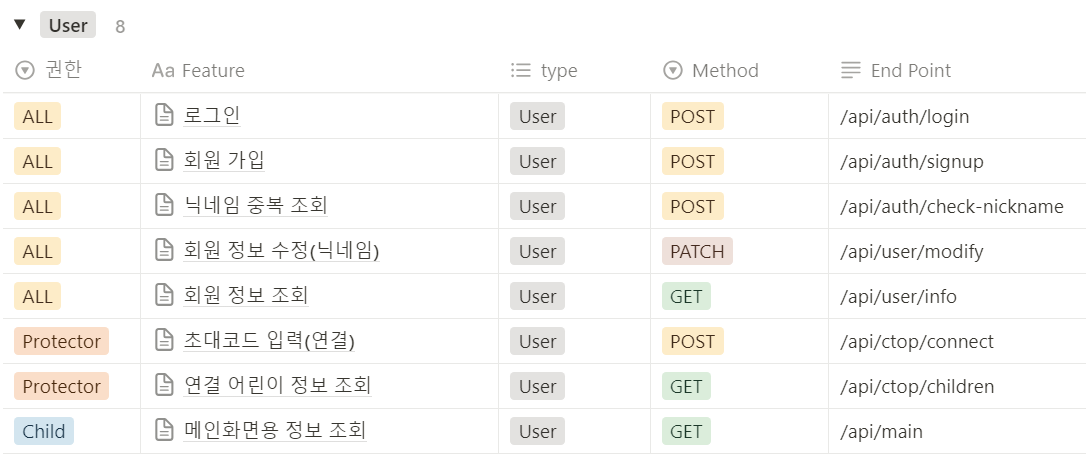 User 8
권한 Aa Feature type Method End Point
ALL 로그인 User POST /api/auth/login
ALL 회원 가입 User POST /api/auth/signup
ALL 닉네임 중복 조회 User POST /api/auth/check-nickname
ALL 회원 정보 수정(닉네임) User PATCH /api/user/modify
ALL 회원 정보 조회 User GET /api/user/info
Protector 초대코드 입력(연결) User POST /api/ctop/connect
Protector 연결 어린이 정보 조회 User GET /api/ctop/children
Child 메인화면용 정보 조회 User GET /api/main